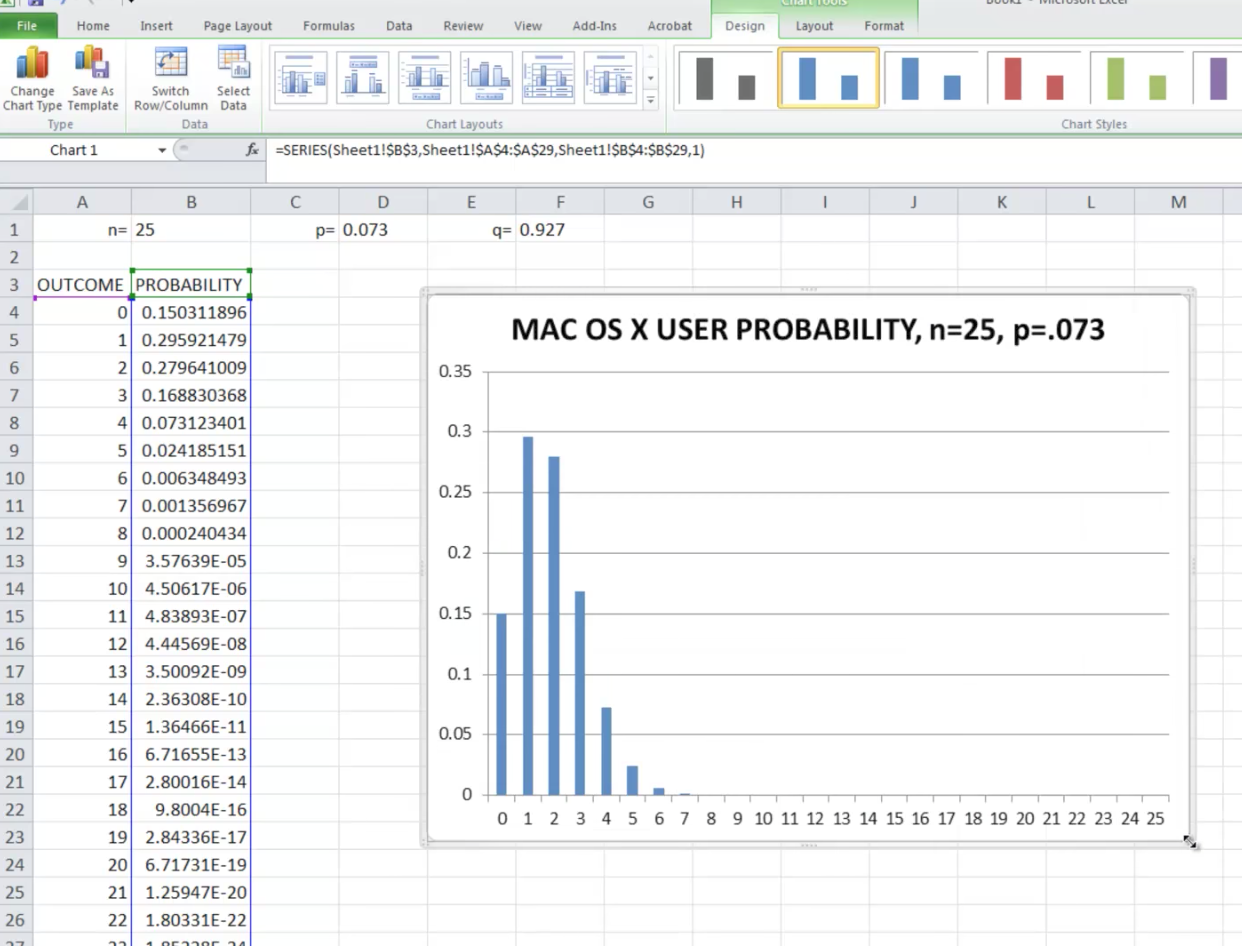 Chart Tools
Book1 - Microsoft Excel
File Home Insert Page Layout Formulas Data Review View Add-Ins Acrobat Design Layout Format
Change Chart Type
Save As Template
Switch Row/Column
Select Data
Type Data Chart Layouts Chart Styles
Chart 1 fx =SERIES(Sheet1!$B$3,Sheet1!$A$4:$A$29,Sheet1!$B$4:$B$29,1)
A B C D E F G H I J K L M
1 n= 25 p= 0.073 q= 0.927
2
3 OUTCOME PROBABILITY
4 0 0.150311896
5 1 0.295921479
6 2 0.279641009
7 3 0.168830368
8 4 0.073123401
9 5 0.024185151
10 6 0.006348493
11 7 0.001356967
12 8 0.000240434
13 9 3.57639E-05
14 10 4.50617E-06
15 11 4.83893E-07
16 12 4.44569E-08
17 13 3.50092E-09
18 14 2.36308E-10
19 15 1.36466E-11
20 16 6.71655E-13
21 17 2.80016E-14
22 18 9.8004E-16
23 19 2.84336E-17
24 20 6.71731E-19
25 21 1.25947E-20
26 22 1.80331E-22
MAC OS X USER PROBABILITY, n=25, p=.073
0.35
0.3
0.25
0.2
0.15
0.1
0.05
0
0 1 2 3 4 5 6 7 8 9 10 11 12 13 14 15 16 17 18 19 20 21 22 23 24 25